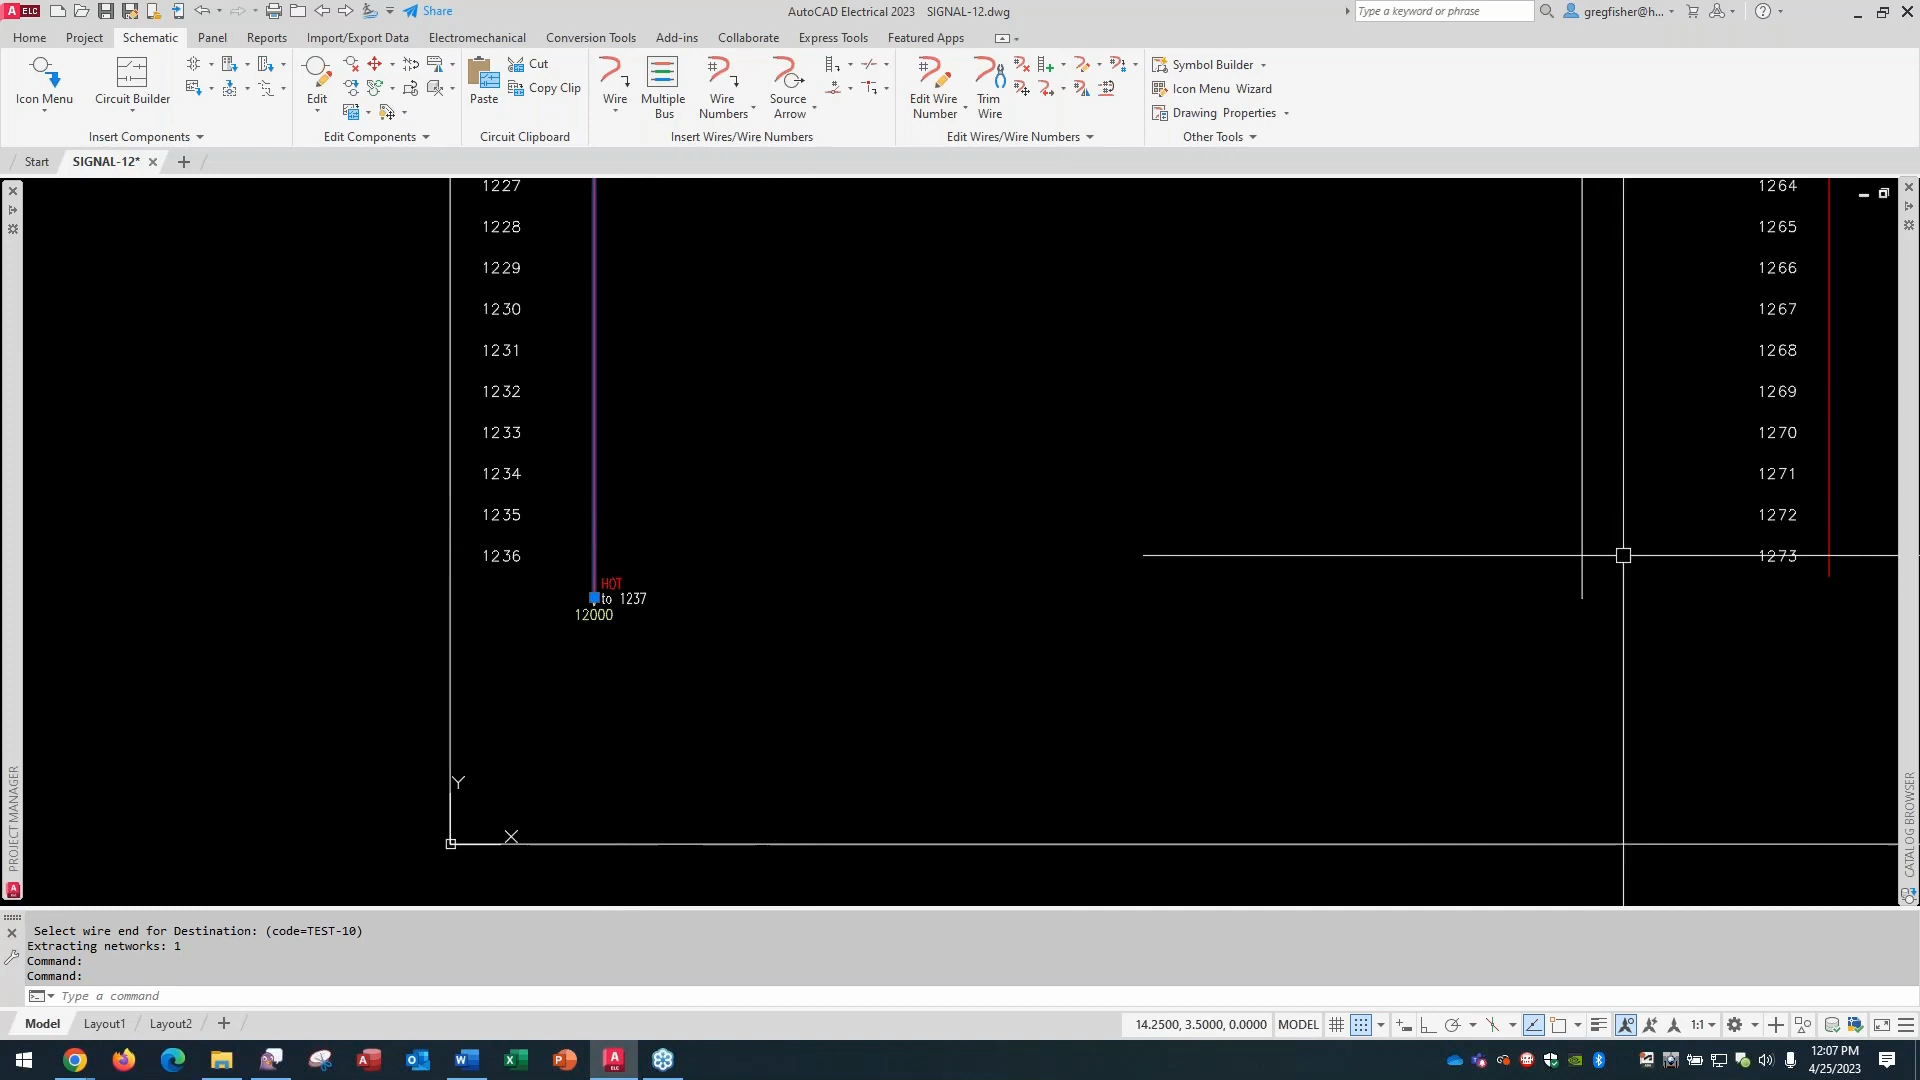 A ELC
Share
AutoCAD Electrical 2023 SIGNAL-12.dwg
Type a keyword or phrase
gregfisher@h...
Home Project Schematic Panel Reports Import/Export Data Electromechanical Conversion Tools Add-ins Collaborate Express Tools Featured Apps
Icon Menu
Circuit Builder
Insert Components
Edit
Edit Components
Paste
Cut
Copy Clip
Circuit Clipboard
Wire
Multiple
Bus
Wire
Numbers
Source
Arrow
Insert Wires/Wire Numbers
Edit Wire
Number
Trim
Wire
Edit Wires/Wire Numbers
Symbol Builder
Icon Menu Wizard
Drawing Properties
Other Tools
Start SIGNAL-12*
1227
1228
1229
1230
1231
1232
1233
1234
1235
1236
HOT
to 1237
12000
1264
1265
1266
1267
1268
1269
1270
1271
1272
1273
Y
X
PROJECT MANAGER
CATALOG BROWSER
Select wire end for Destination: (code=TEST-10)
Extracting networks: 1
Command:
Command:
Type a command
Model Layout1 Layout2
14.2500, 3.5000, 0.0000 MODEL
1:1
12:07 PM
4/25/2023